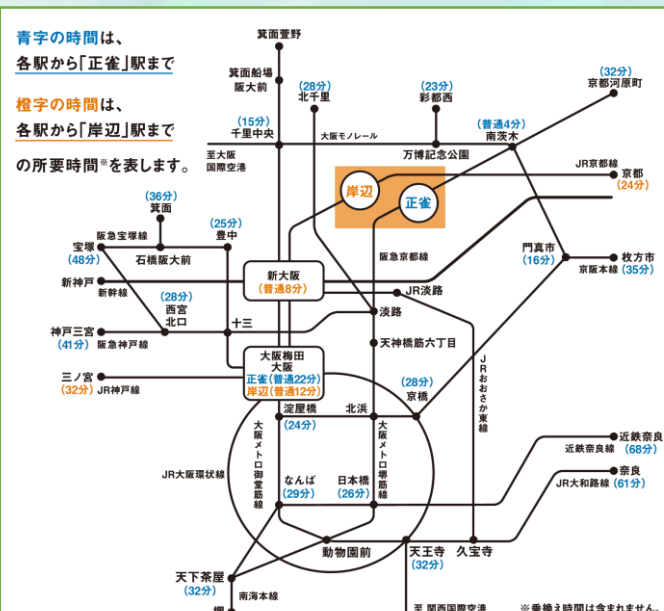 青字の時間は、
各駅から「正雀」駅まで
橙字の時間は、
各駅から「岸辺」駅まで
の所要時間※を表します。
箕面萱野
箕面船場
阪大前
(15分)
千里中央
至大阪
国際空港
(28分)
北千里
大阪モノレール
(23分)
彩都西
万博記念公園
(普通4分)
南茨木
(32分)
京都河原町
JR京都線
京都
(24分)
岸辺
正雀
(36分)
箕面
(25分)
豊中
阪急宝塚線
宝塚
(48分)
石橋阪大前
新神戸
新幹線
(28分)
西宮
北口
十三
神戸三宮
(41分)
阪急神戸線
三ノ宮
(32分)
JR神戸線
新大阪
(普通8分)
阪急京都線
JR淡路
淡路
天神橋筋六丁目
門真市
(16分)
枚方市
京阪本線
(35分)
大阪梅田
大阪
正雀(普通22分)
岸辺(普通12分)
(28分)
京橋
JRおおさか東線
淀屋橋
(24分)
北浜
大阪メトロ御堂筋線
大阪メトロ堺筋線
JR大阪環状線
なんば
(29分)
日本橋
(26分)
近鉄奈良
近鉄奈良線
(68分)
奈良
JR大和路線
(61分)
動物園前
天王寺
(32分)
久宝寺
天下茶屋
(32分)
南海本線
至 関西国際空港
※乗換え時間は含まれません。